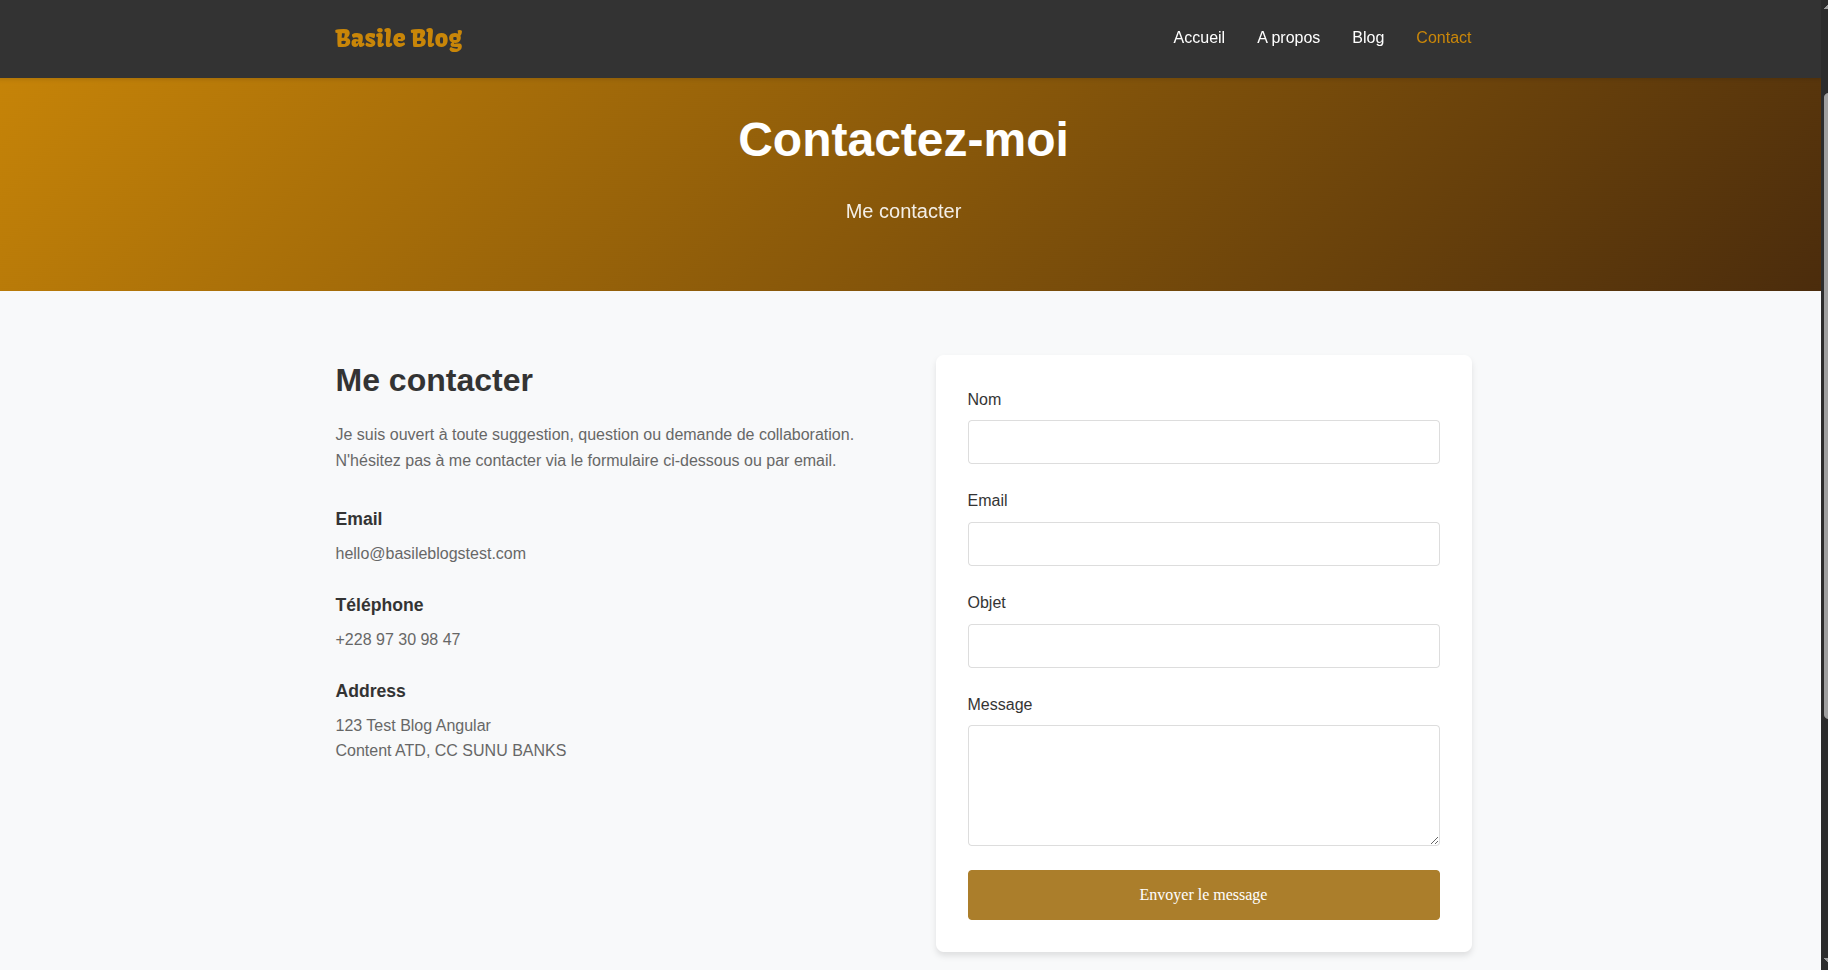 Basile Blog
Accueil
A propos
Blog
Contact
Contactez-moi
Me contacter
Me contacter
Je suis ouvert à toute suggestion, question ou demande de collaboration.
N'hésitez pas à me contacter via le formulaire ci-dessous ou par email.
Email
hello@basileblogstest.com
Téléphone
+228 97 30 98 47
Address
123 Test Blog Angular
Content ATD, CC SUNU BANKS
Nom
Email
Objet
Message
Envoyer le message